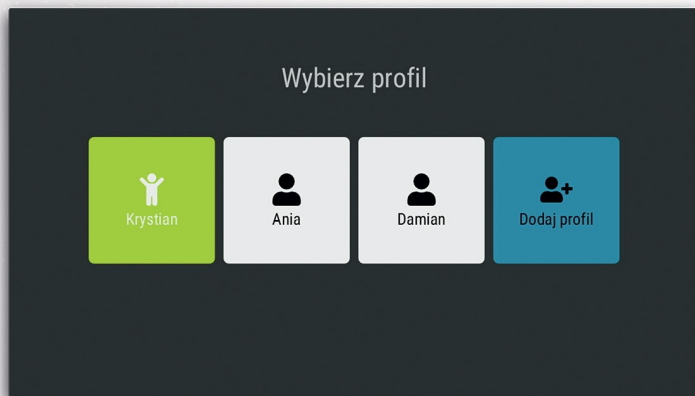 Wybierz profil
Krystian
Ania
Damian
Dodaj profil